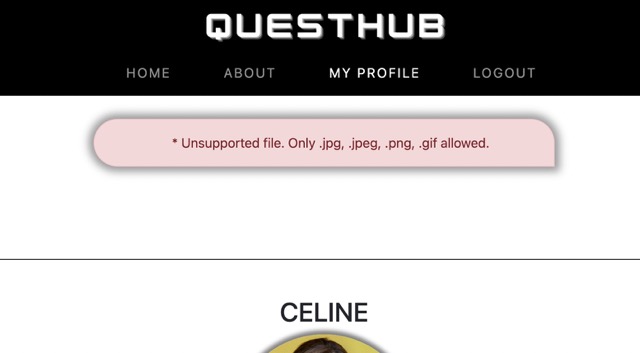 QUESTHUB
HOME ABOUT MY PROFILE LOGOUT
* Unsupported file. Only .jpg, .jpeg, .png, .gif allowed.
CELINE